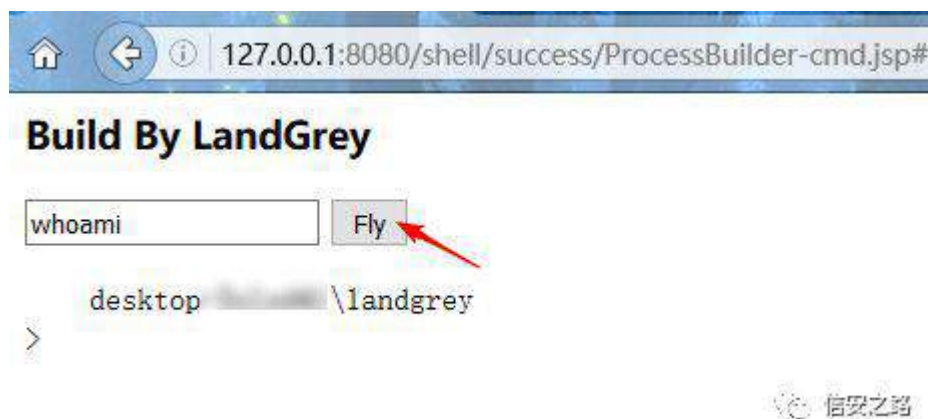 127.0.0.1:8080/shell/success/ProcessBuilder-cmd.jsp#
Build By LandGrey
whoami Fly
desktop \landgrey
>
信安之路